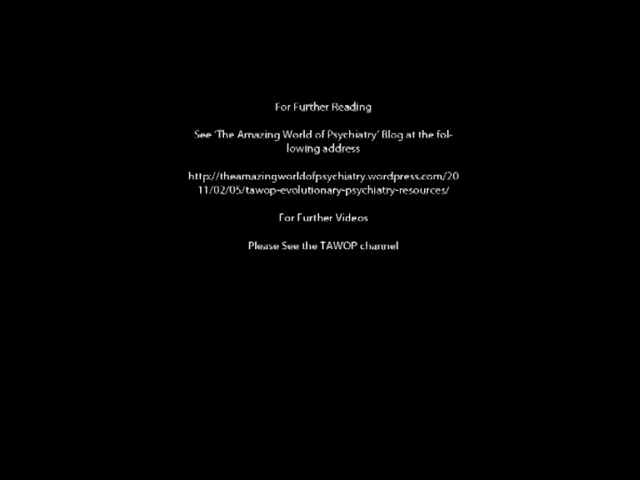 For Further Reading
See 'The Amazing World of Psychiatry' Blog at the fol-
lowing address
http://theamazingworldofpsychiatry.wordpress.com/20
11/02/05/tawop-evolutionary-psychiatry-resources/
For Further Videos
Please See the TAWOP channel